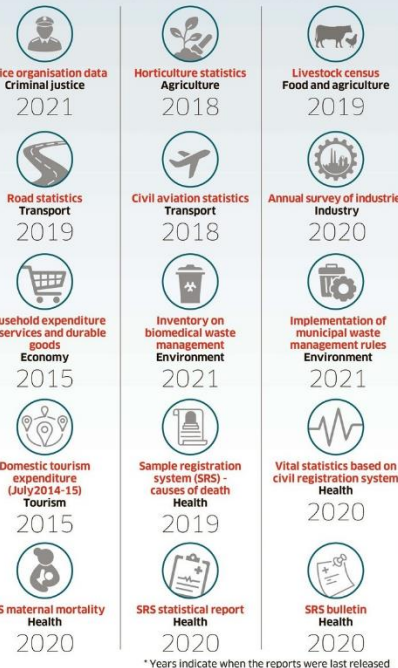 ice organisation data
Criminal justice
2021
Horticulture statistics
Agriculture
2018
Livestock census
Food and agriculture
2019
Road statistics
Transport
2019
Civil aviation statistics
Transport
2018
Annual survey of industrie
Industry
2020
usehold expenditure
services and durable
goods
Economy
2015
Inventory on
biomedical waste
management
Environment
2021
Implementation of
municipal waste
management rules
Environment
2021
Domestic tourism
expenditure
(July2014-15)
Tourism
2015
Sample registration
system (SRS) -
causes of death
Health
2019
Vital statistics based on
civil registration system
Health
2020
S maternal mortality
Health
2020
SRS statistical report
Health
2020
SRS bulletin
Health
2020
* Years indicate when the reports were last released